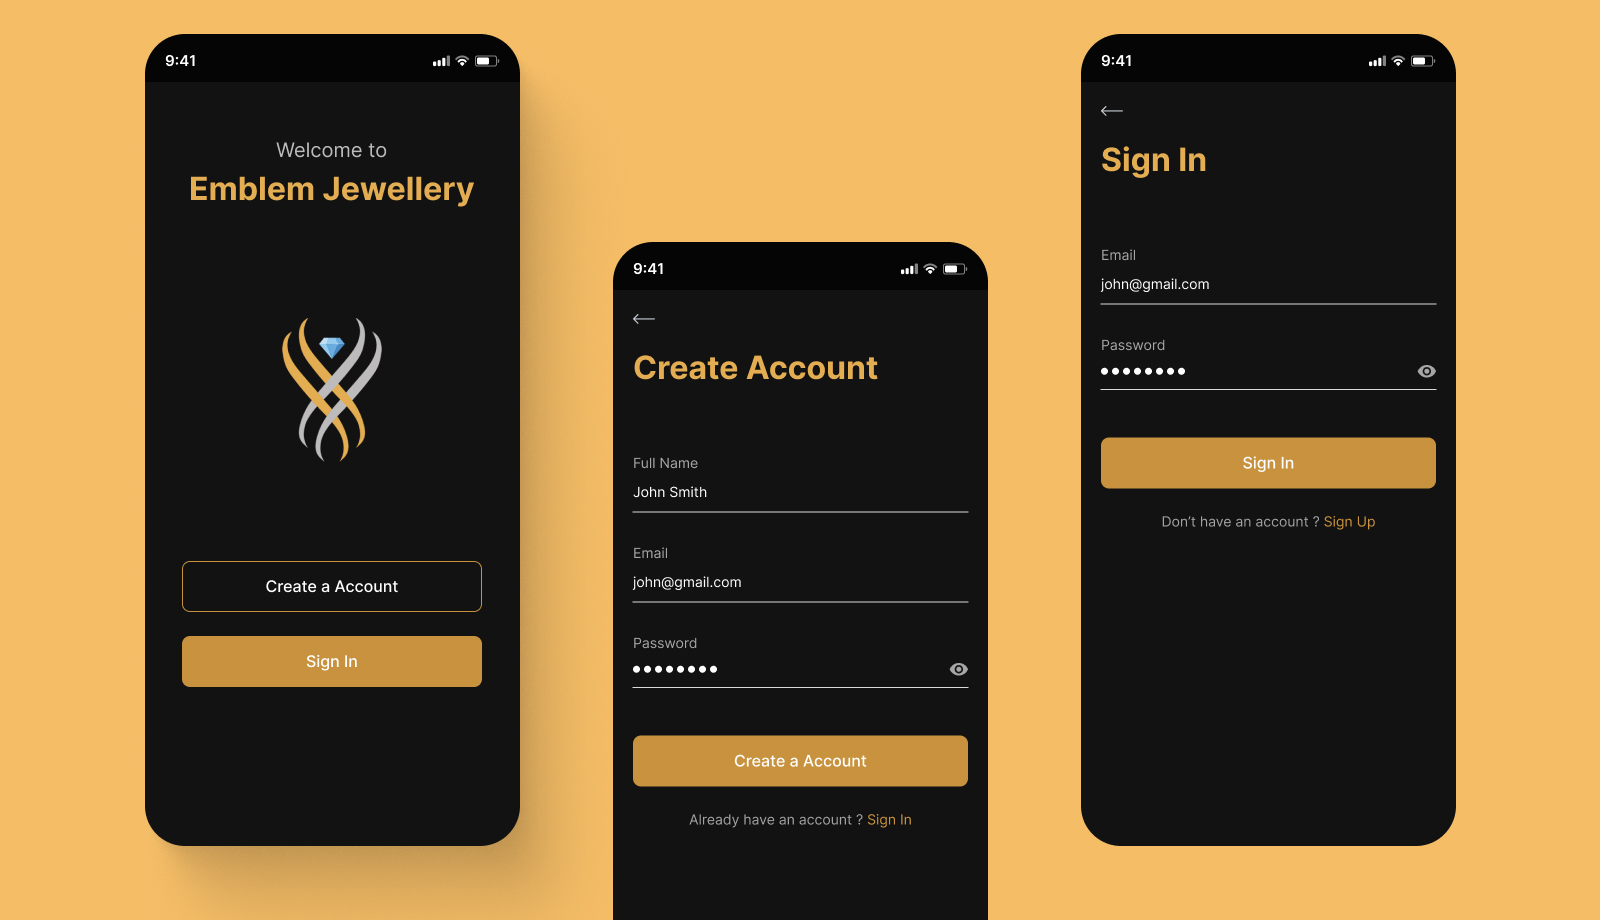 9:41
Welcome to
Emblem Jewellery
Create a Account
Sign In
9:41
Create Account
Full Name
John Smith
Email
john@gmail.com
Password
Create a Account
Already have an account ? Sign In
9:41
Sign In
Email
john@gmail.com
Password
Sign In
Don’t have an account ? Sign Up